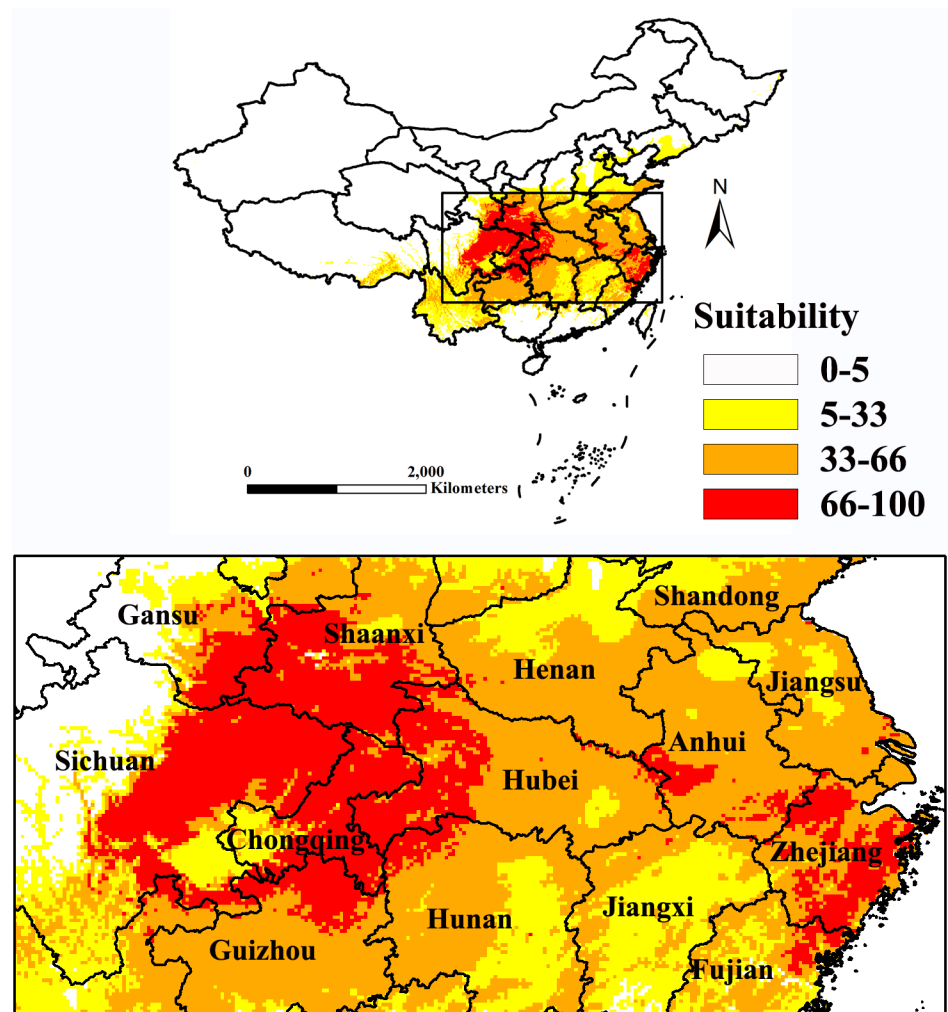 N
Suitability
0-5
5-33
33-66
66-100
0
2,000
Kilometers
Gansu
Shaanxi
Shandong
Henan
Jiangsu
Sichuan
Anhui
Hubei
Chongqing
Zhejiang
Hunan
Jiangxi
Guizhou
Fujian